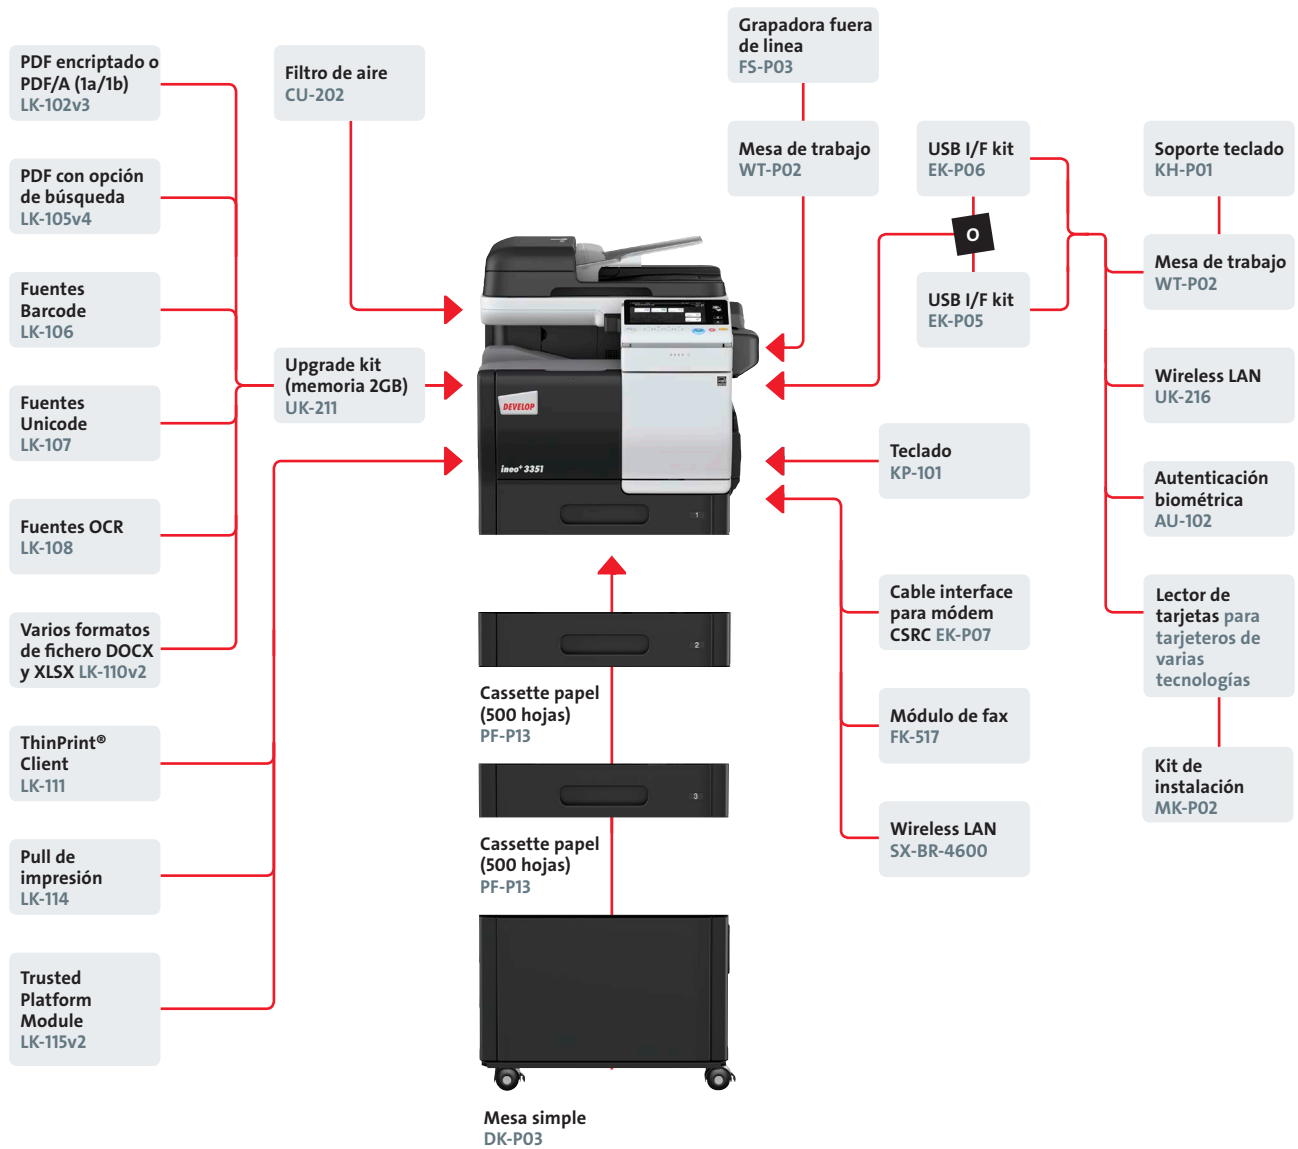 PDF encriptado o
PDF/A (1a/1b)
LK-102v3
PDF con opción
de búsqueda
LK-105v4
Fuentes
Barcode
LK-106
Fuentes
Unicode
LK-107
Fuentes OCR
LK-108
Varios formatos
de fichero DOCX
y XLSX LK-110v2
ThinPrint®
Client
LK-111
Pull de
impresión
LK-114
Trusted
Platform
Module
LK-115v2
Filtro de aire
CU-202
Upgrade kit
(memoria 2GB)
UK-211
DEVELOP
ineo+ 3351
1
2
Cassette papel
(500 hojas)
PF-P13
3
Cassette papel
(500 hojas)
PF-P13
Mesa simple
DK-P03
Grapadora fuera
de linea
FS-P03
Mesa de trabajo
WT-P02
USB I/F kit
EK-P06
O
USB I/F kit
EK-P05
Teclado
KP-101
Cable interface
para módem
CSRC EK-P07
Módulo de fax
FK-517
Wireless LAN
SX-BR-4600
Soporte teclado
KH-P01
Mesa de trabajo
WT-P02
Wireless LAN
UK-216
Autenticación
biométrica
AU-102
Lector de
tarjetas para
tarjeteros de
varias
tecnologías
Kit de
instalación
MK-P02